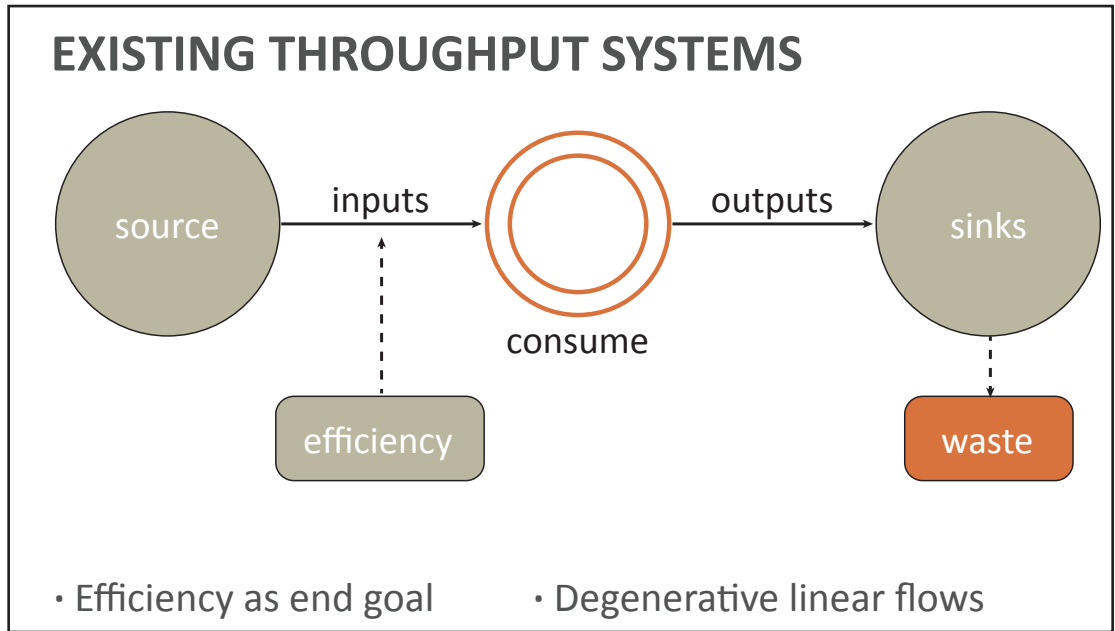 EXISTING THROUGHPUT SYSTEMS
source
inputs
consume
outputs
sinks
efficiency
waste
· Efficiency as end goal
· Degenerative linear flows